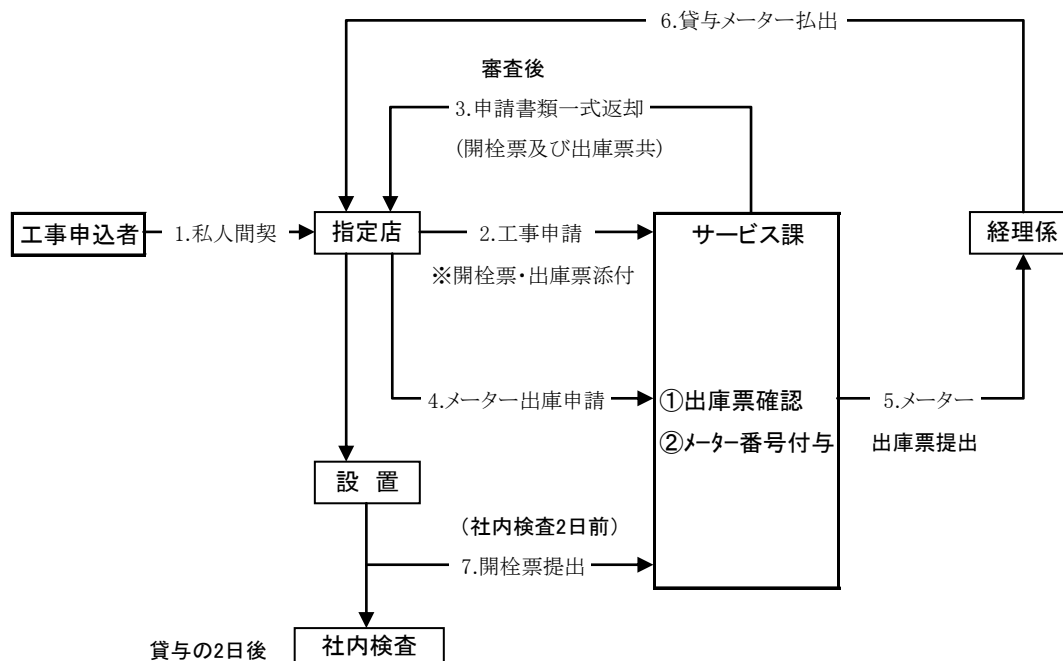 6.貸与メーター払出
審査後
3.申請書類一式返却
(開栓票及び出庫票共)
工事申込者
1.私人間契
指定店
2.工事申請
サービス課
経理係
※開栓票・出庫票添付
4.メーター出庫申請
①出庫票確認
5.メーター
②メーター番号付与
出庫票提出
設 置
(社内検査2日前)
7.開栓票提出
貸与の2日後
社内検査